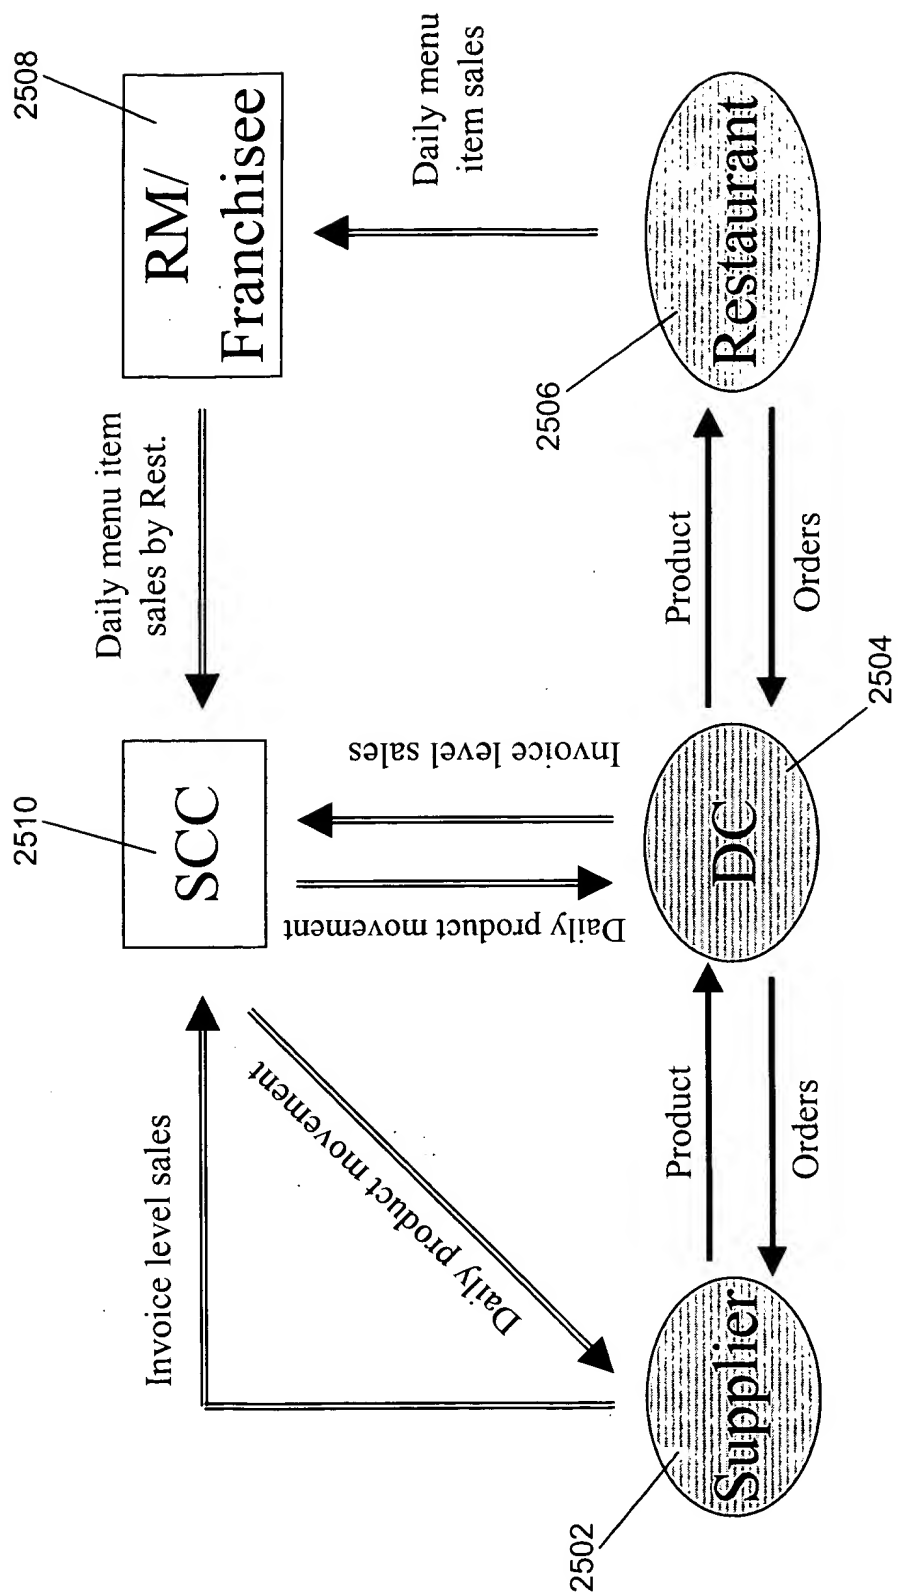 2510
2508
SCC
RM/
Franchisee
Invoice level sales
Daily menu item
sales by Rest.
Daily product movement
Daily product movement
Invoice level sales
Daily menu
item sales
2502
2506
Supplier
Product
Orders
DC
Product
Orders
Restaurant
2504